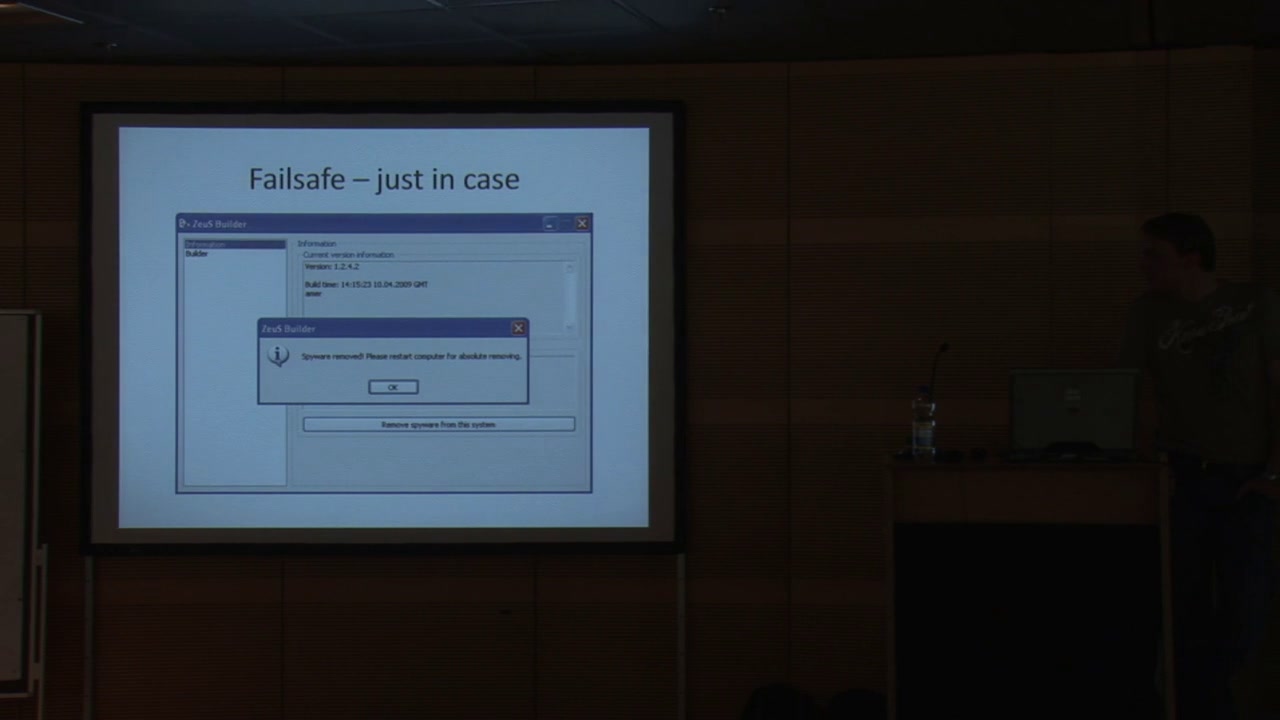 Failsafe – just in case
ZeuS Builder
Information
Builder
Information
Current version information
Version: 1.2.4.2
Build time: 14:15:23 10.04.2009 GMT
ZeuS Builder
Spyware removed! Please restart computer for absolute removing.
OK
Remove spyware from this system